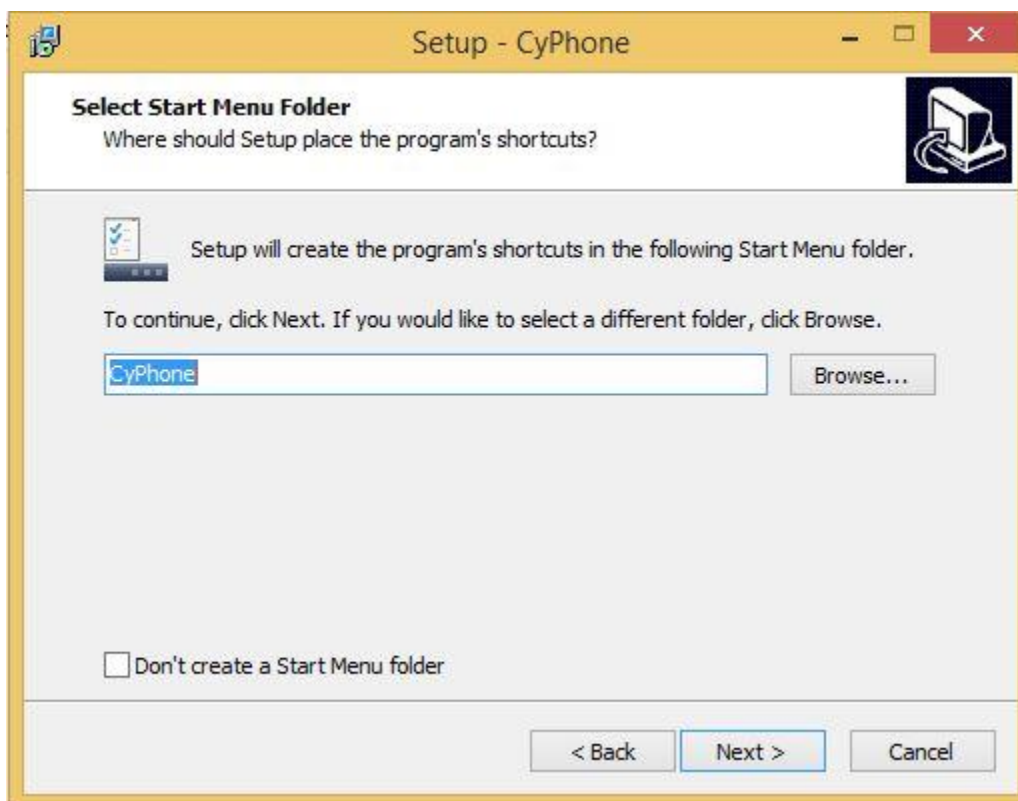 Setup - CyPhone
Select Start Menu Folder
Where should Setup place the program's shortcuts?
Setup will create the program's shortcuts in the following Start Menu folder.
To continue, click Next. If you would like to select a different folder, click Browse.
CyPhone
Browse...
Don't create a Start Menu folder
< Back
Next >
Cancel